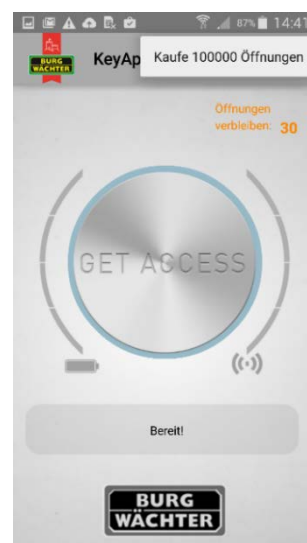 87% 14:41
BURG
WÄCHTER
KeyAp
Kaufe 100000 Öffnungen
Öffnungen
verbleiben: 30
GET ACCESS
Bereit!
BURG
WÄCHTER